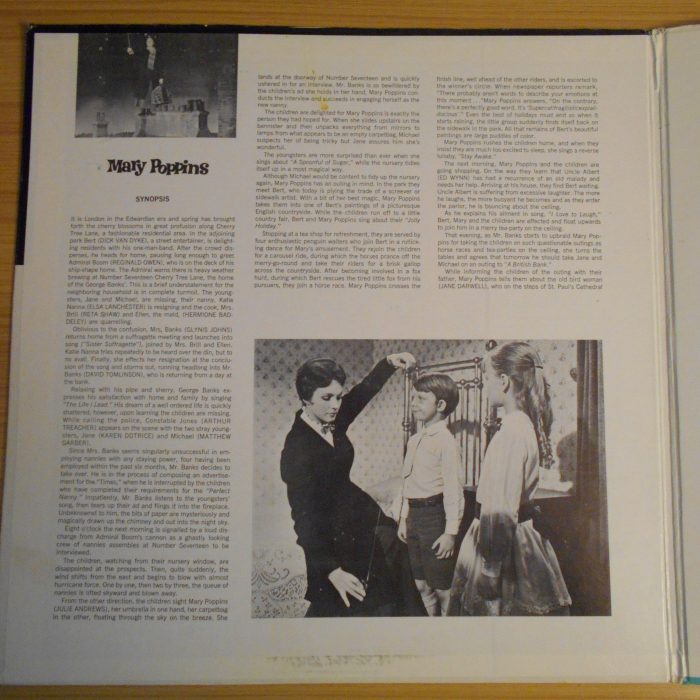 Mary Poppins
SYNOPSIS
It is London in the Edwardian era and spring has brought
forth the cherry blossoms in great profusion along Cherry
Tree Lane, a fashionable residential area. In the adjoining
park Bert (DICK VAN DYKE), a street entertainer, is delight-
ing residents with his one-man-band. After the crowd dis-
perses, he heads for home, pausing long enough to greet
Admiral Boom (REGINALD OWEN), who is on the deck of his
ship-shape home. The Admiral warns there is heavy weather
brewing at Number Seventeen Cherry Tree Lane, the home
of the George Banks'. This is a brief understatement for the
neighboring household is in complete turmoil. The young-
sters, Jane and Michael, are missing, their nanny, Katie
Nanna (ELSA LANCHESTER) is resigning and the cook, Mrs.
Brill (RETA SHAW) and Ellen, the maid, (HERMIONE BAD-
DELEY) are quarrelling.
Oblivious to the confusion, Mrs. Banks (GLYNIS JOHNS)
returns home from a suffragette meeting and launches into
song ("Sister Suffragette"), joined by Mrs. Brill and Ellen.
Katie Nanna tries repeatedly to be heard over the din, but to
no avail. Finally, she effects her resignation at the conclu-
sion of the song and storms out, running headlong into Mr.
Banks (DAVID TOMLINSON), who is returning from a day at
the bank.
Relaxing with his pipe and sherry, George Banks ex-
presses his satisfaction with home and family by singing
"The Life I Lead." His dream of a well ordered life is quickly
shattered, however, upon learning the children are missing.
While calling the police, Constable Jones (ARTHUR
TREACHER) appears on the scene with the two stray young-
sters, Jane (KAREN DOTRICE) and Michael (MATTHEW
GARBER).
Since Mrs. Banks seems singularly unsuccessful in em-
ploying nannies with any staying power, four having been
employed within the past six months, Mr. Banks decides to
take over. He is in the process of composing an advertise-
ment for the "Times," when he is interrupted by the children
who have completed their requirements for the "Perfect
Nanny." Impatiently, Mr. Banks listens to the youngsters'
song, then tears up their ad and flings it into the fireplace.
Unbeknownst to him, the bits of paper are mysteriously and
magically drawn up the chimney and out into the night sky.
Eight o'clock the next morning is signalled by a loud dis-
charge from Admiral Boom's cannon as a ghostly looking
crew of nannies assembles at Number Seventeen to be
interviewed.
The children, watching from their nursery window, are
disappointed at the prospects. Then, quite suddenly, the
wind shifts from the east and begins to blow with almost
hurricane force. One by one, then two by three, the queue of
nannies is lifted skyward and blown away.
From the other direction, the children sight Mary Poppins
(JULIE ANDREWS), her umbrella in one hand, her carpetbag
in the other, floating through the sky on the breeze. She
lands at the doorway of Number Seventeen and is quickly
ushered in for an interview. Mr. Banks is so bewildered by
the children's ad she holds in her hand, Mary Poppins con-
ducts the interview and succeeds in engaging herself as the
new nanny.
The children are delighted for Mary Poppins is exactly the
person they had hoped for. When she slides upstairs on the
bannister and then unpacks everything from mirrors to
lamps from what appears to be an empty carpetbag, Michael
suspects her of being tricky but Jane assures him she's
wonderful.
The youngsters are more surprised than ever when she
sings about "A Spoonful of Sugar," while the nursery tidies
itself up in a most magical way.
Although Michael would be content to tidy up the nursery
again, Mary Poppins has an outing in mind. In the park they
meet Bert, who today is plying the trade of a screever or
sidewalk artist. With a bit of her best magic, Mary Poppins
takes them into one of Bert's paintings of a picturesque
English countryside. While the children run off to a little
country fair, Bert and Mary Poppins sing about their "Jolly
Holiday."
Stopping at a tea shop for refreshment, they are served by
four enthusiastic penguin waiters who join Bert in a rollick-
ing dance for Mary's amusement. They rejoin the children
for a carousel ride, during which the horses prance off the
merry-go-round and take their riders for a brisk gallop
across the countryside. After becoming involved in a fox
hunt, during which Bert rescues the tired little fox from his
pursuers, they join a horse race. Mary Poppins crosses the
finish line, well ahead of the other riders, and is escorted to
the winner's circle. When newspaper reporters remark,
"There probably aren't words to describe your emotions at
this moment . . ." Mary Poppins answers, "On the contrary,
there's a perfectly good word. It's 'Supercalifragilisticexpiali-
docious.'" Even the best of holidays must end so when it
starts raining, the little group suddenly finds itself back on
the sidewalk in the park. All that remains of Bert's beautiful
paintings are large puddles of color.
Mary Poppins rushes the children home, and when they
insist they are much too excited to sleep, she sings a reverse
lullaby, "Stay Awake."
The next morning, Mary Poppins and the children are
going shopping. On the way they learn that Uncle Albert
(ED WYNN) has had a recurrence of an old malady and
needs her help. Arriving at his house, they find Bert waiting.
Uncle Albert is suffering from excessive laughter. The more
he laughs, the more buoyant he becomes and as they enter
the parlor, he is bouncing about the ceiling.
As he explains his ailment in song, "I Love to Laugh,"
Bert, Mary and the children are affected and float upwards
to join him in a merry tea-party on the ceiling.
That evening, as Mr. Banks starts to upbraid Mary Pop-
pins for taking the children on such questionable outings as
horse races and tea-parties on the ceiling, she turns the
tables and agrees that tomorrow he should take Jane and
Michael on an outing to "A British Bank."
While informing the children of the outing with their
father, Mary Poppins tells them about the old bird woman
(JANE DARWELL), who on the steps of St. Paul's Cathedral